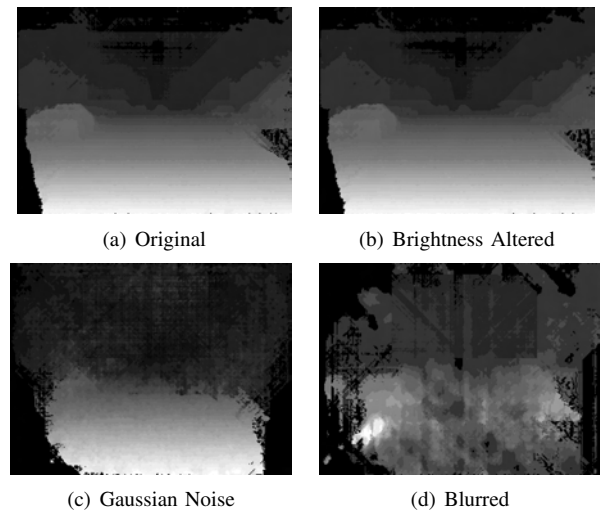 (a) Original
(b) Brightness Altered
(c) Gaussian Noise
(d) Blurred